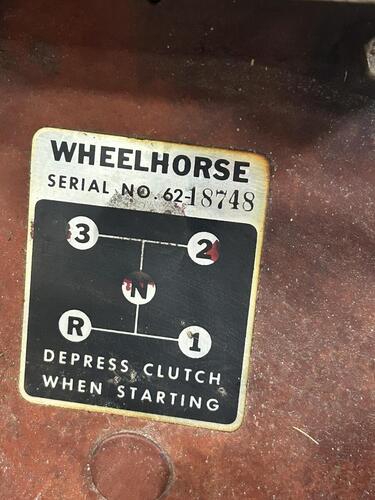 WHEELHORSE
SERIAL NO. 62-18748
3 2
N
R 1
DEPRESS CLUTCH
WHEN STARTING